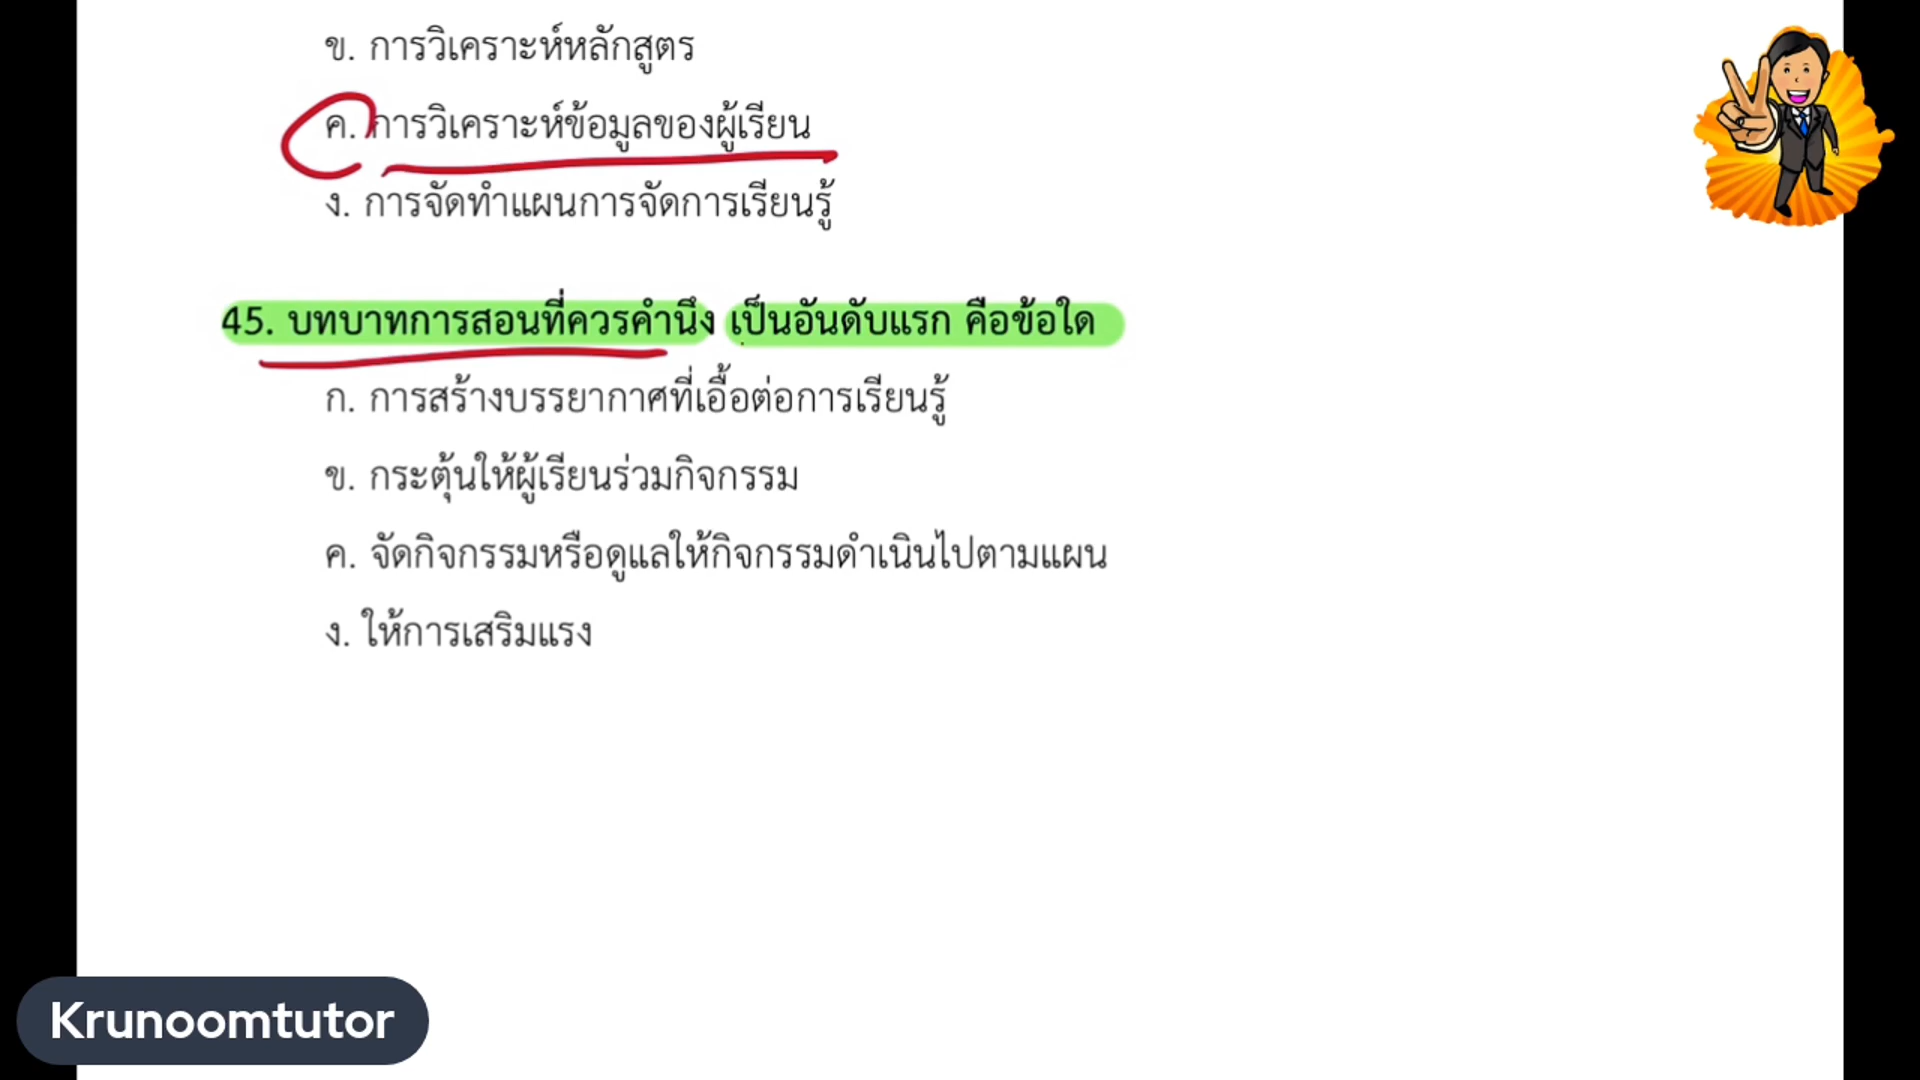 ข. การวิเคราะห์หลักสูตร
ค. การวิเคราะห์ข้อมูลของผู้เรียน
ง. การจัดทำแผนการจัดการเรียนรู้
45. บทบาทการสอนที่ควรคำนึง เป็นอันดับแรก คือข้อใด
ก. การสร้างบรรยากาศที่เอื้อต่อการเรียนรู้
ข. กระตุ้นให้ผู้เรียนร่วมกิจกรรม
ค. จัดกิจกรรมหรือดูแลให้กิจกรรมดำเนินไปตามแผน
ง. ให้การเสริมแรง
Krunoomtutor